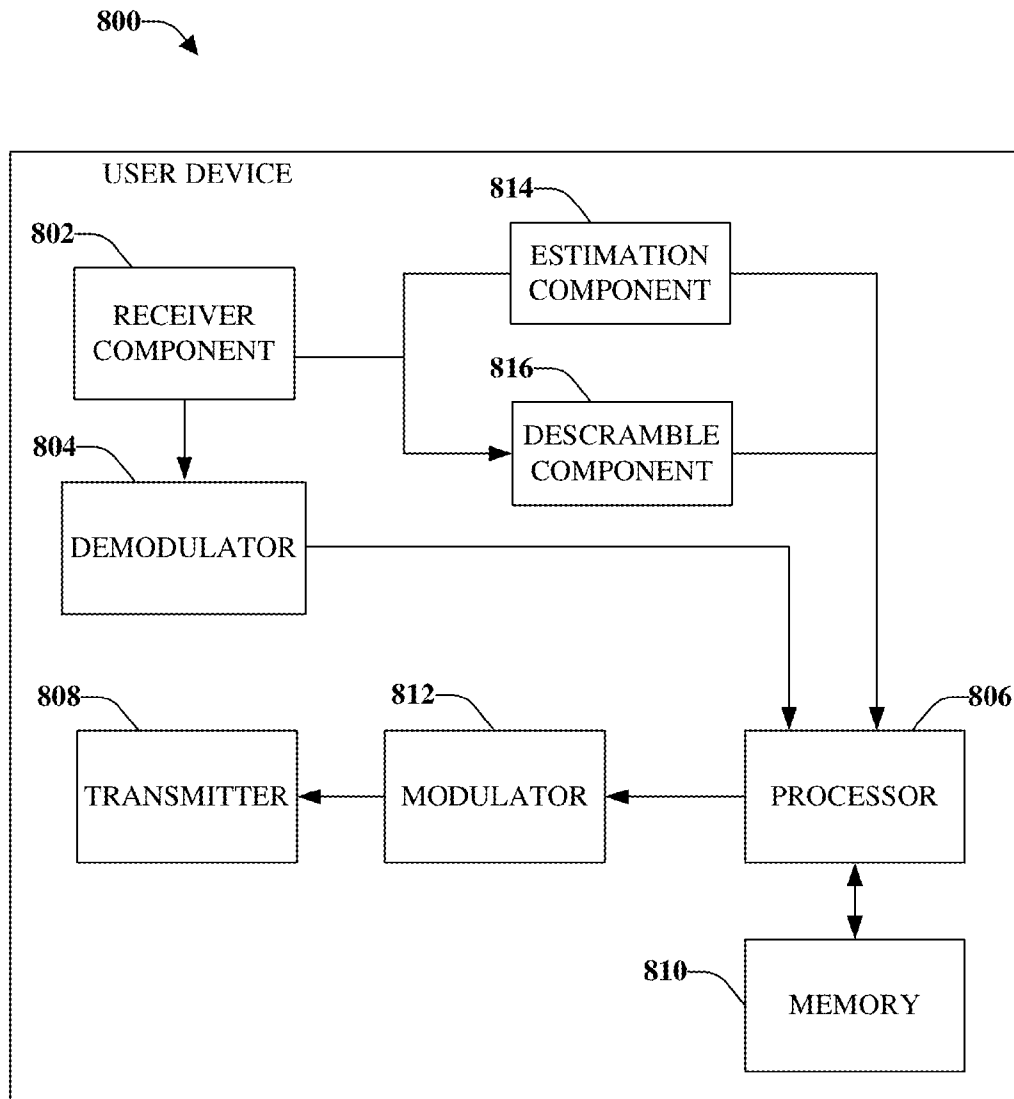 800
USER DEVICE
814
802
ESTIMATION
COMPONENT
RECEIVER
COMPONENT
816
804
DESCRAMBLE
COMPONENT
DEMODULATOR
808
812
806
TRANSMITTER
MODULATOR
PROCESSOR
810
MEMORY